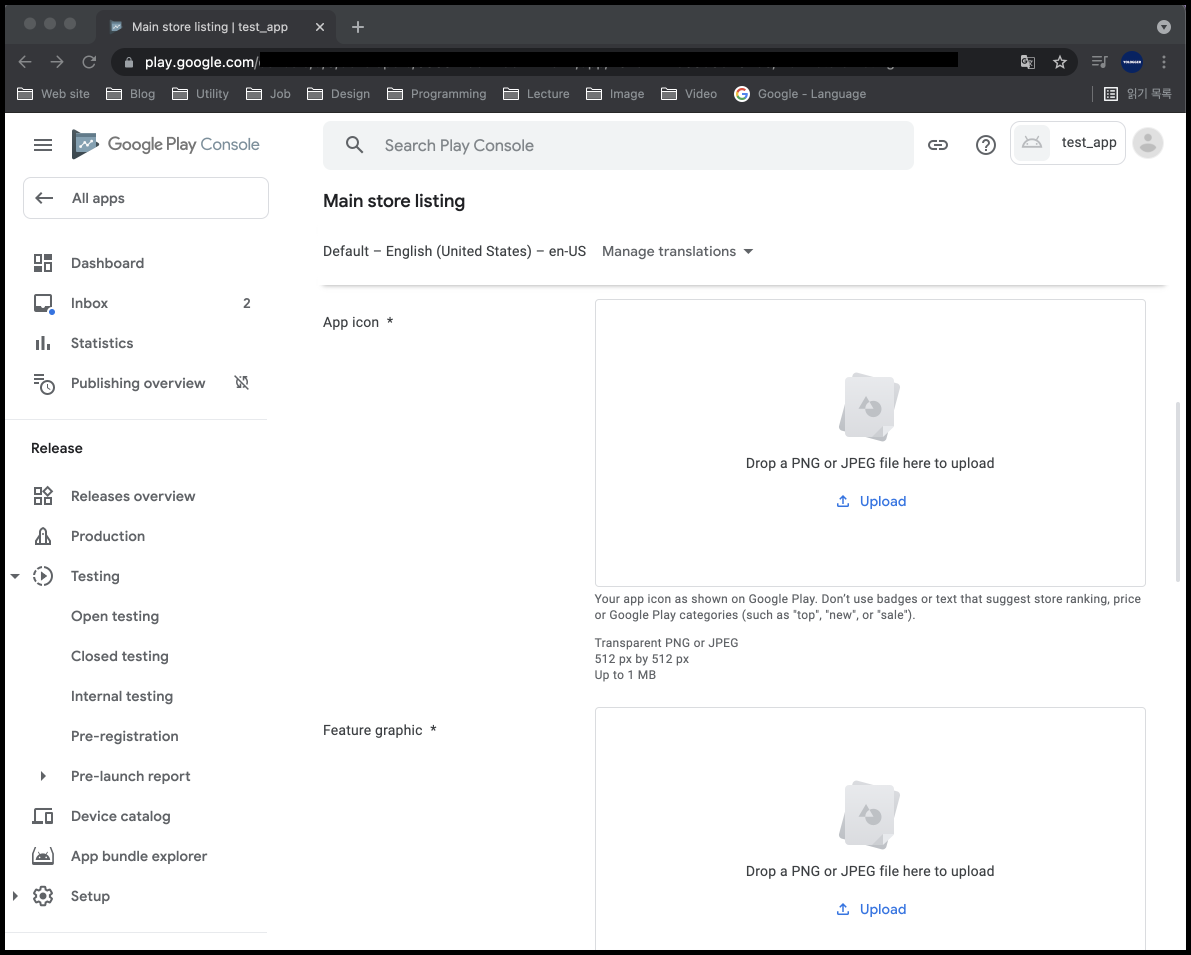 Main store listing | test_app
play.google.com/
Web site
Blog
Utility
Job
Design
Programming
Lecture
Image
Video
Google - Language
읽기 목록
Google Play Console
Search Play Console
test_app
All apps
Main store listing
Default – English (United States) – en-US
Manage translations
Dashboard
Inbox 2
Statistics
Publishing overview
Release
Releases overview
Production
Testing
Open testing
Closed testing
Internal testing
Pre-registration
Pre-launch report
Device catalog
App bundle explorer
Setup
App icon *
Drop a PNG or JPEG file here to upload
Upload
Your app icon as shown on Google Play. Don’t use badges or text that suggest store ranking, price
or Google Play categories (such as "top", "new", or "sale").
Transparent PNG or JPEG
512 px by 512 px
Up to 1 MB
Feature graphic *
Drop a PNG or JPEG file here to upload
Upload